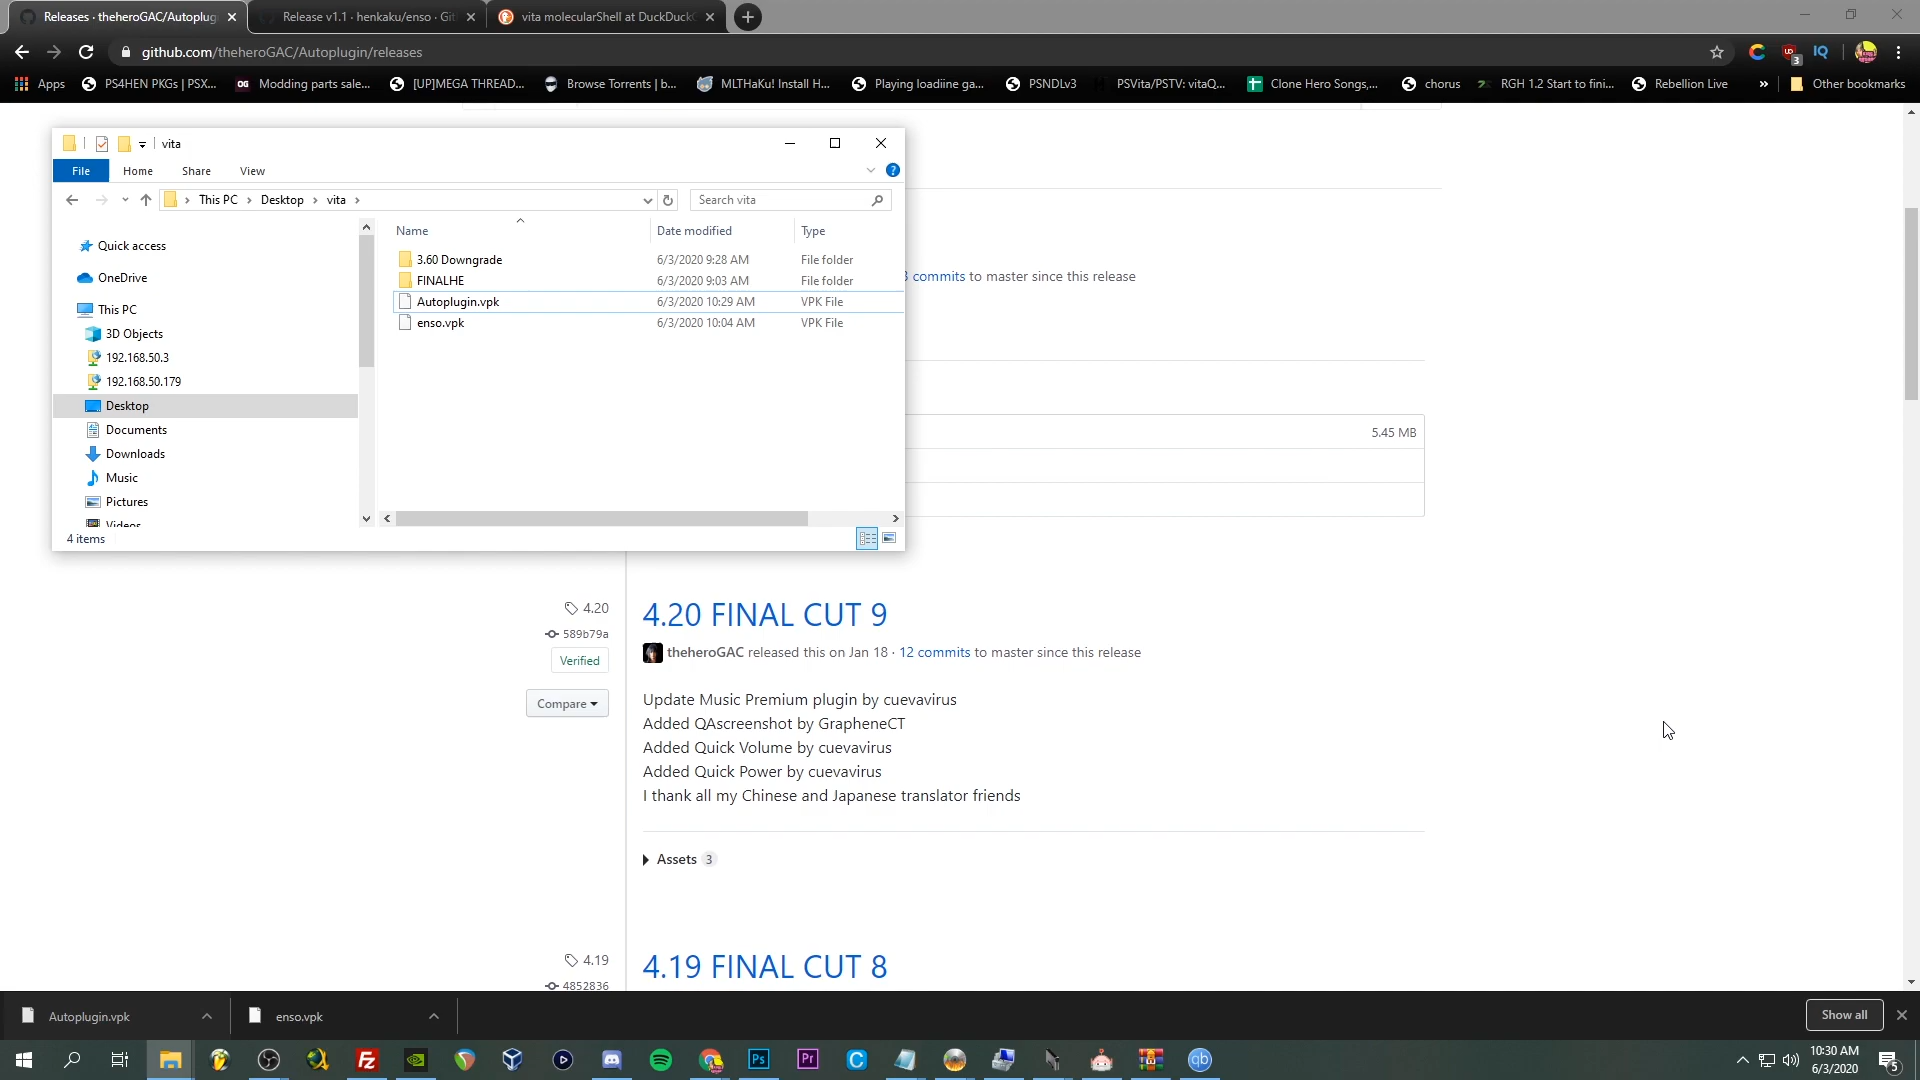 Releases · theheroGAC/Autoplug
Release v1.1 · henkaku/enso · Git
vita molecularShell at DuckDuck
github.com/theheroGAC/Autoplugin/releases
3
Apps
PS4HEN PKGs | PSX...
OG
Modding parts sale...
[UP]MEGA THREAD...
Browse Torrents | b...
MLTHaKu! Install H...
Playing loadiine ga...
PSNDLv3
PSVita/PSTV: vitaQ...
Clone Hero Songs,...
chorus
RGH 1.2 Start to fini...
Rebellion Live
»
Other bookmarks
vita
File
Home
Share
View
This PC
Desktop
vita
Search vita
Quick access
OneDrive
This PC
3D Objects
192.168.50.3
192.168.50.179
Desktop
Documents
Downloads
Music
Pictures
Videos
Name
Date modified
Type
3.60 Downgrade
6/3/2020 9:28 AM
File folder
FINALHE
6/3/2020 9:03 AM
File folder
Autoplugin.vpk
6/3/2020 10:29 AM
VPK File
enso.vpk
6/3/2020 10:04 AM
VPK File
4 items
3 commits to master since this release
5.45 MB
4.20
589b79a
Verified
Compare
4.20 FINAL CUT 9
theheroGAC released this on Jan 18 · 12 commits to master since this release
Update Music Premium plugin by cuevavirus
Added QAscreenshot by GrapheneCT
Added Quick Volume by cuevavirus
Added Quick Power by cuevavirus
I thank all my Chinese and Japanese translator friends
Assets 3
4.19
4852836
4.19 FINAL CUT 8
Autoplugin.vpk
enso.vpk
Show all
Fz
Ps
Pr
C
qb
10:30 AM
6/3/2020
5